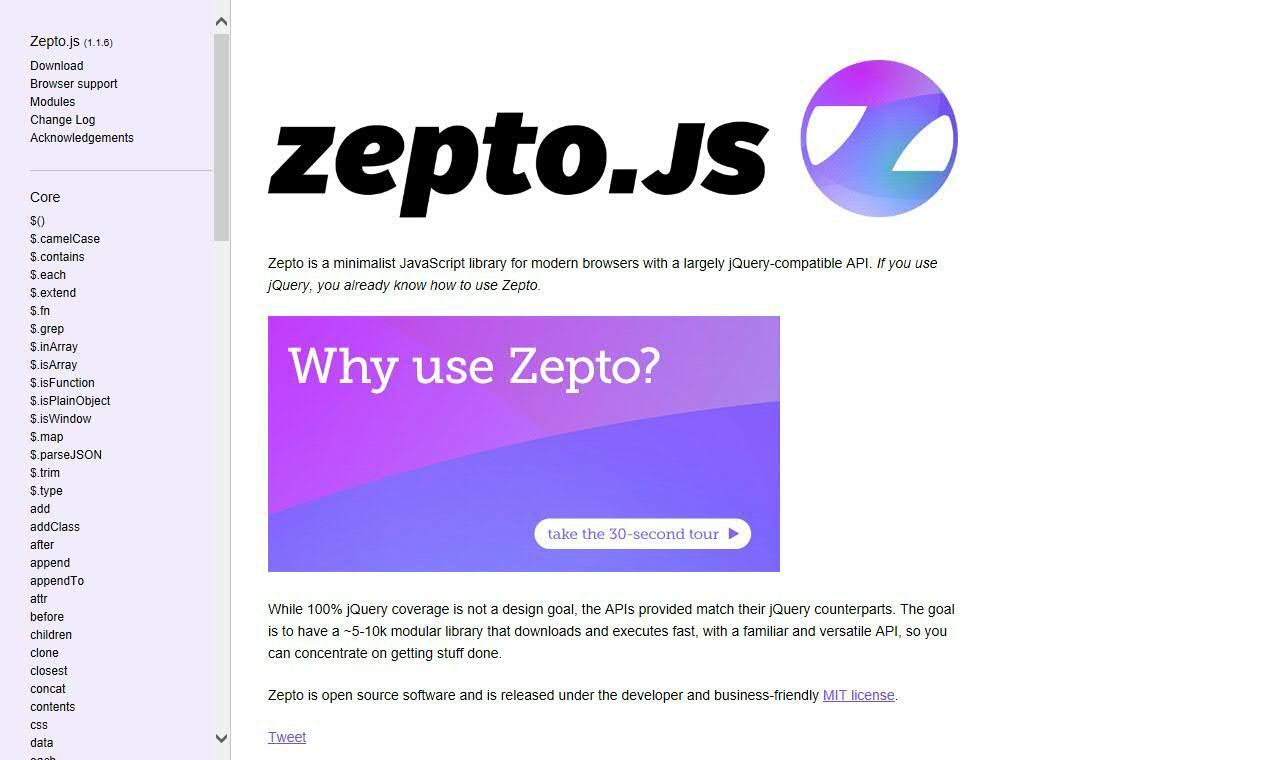 Zepto.js (1.1.6)
Download
Browser support
Modules
Change Log
Acknowledgements
Core
$()
$.camelCase
$.contains
$.each
$.extend
$.fn
$.grep
$.inArray
$.isArray
$.isFunction
$.isPlainObject
$.isWindow
$.map
$.parseJSON
$.trim
$.type
add
addClass
after
append
appendTo
attr
before
children
clone
closest
concat
contents
css
data
zepto.JS
Zepto is a minimalist JavaScript library for modern browsers with a largely jQuery-compatible API. If you use
jQuery, you already know how to use Zepto.
Why use Zepto?
take the 30-second tour
While 100% jQuery coverage is not a design goal, the APIs provided match their jQuery counterparts. The goal
is to have a ~5-10k modular library that downloads and executes fast, with a familiar and versatile API, so you
can concentrate on getting stuff done.
Zepto is open source software and is released under the developer and business-friendly MIT license.
Tweet